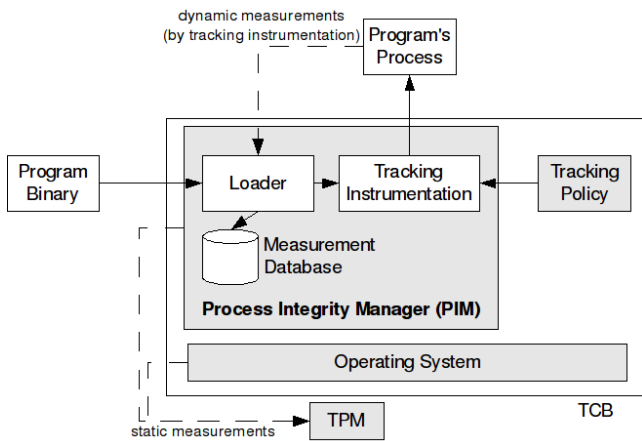 dynamic measurements
(by tracking instrumentation)
Program's
Process
Program
Binary
Loader
Tracking
Instrumentation
Tracking
Policy
Measurement
Database
Process Integrity Manager (PIM)
Operating System
TCB
static measurements
TPM